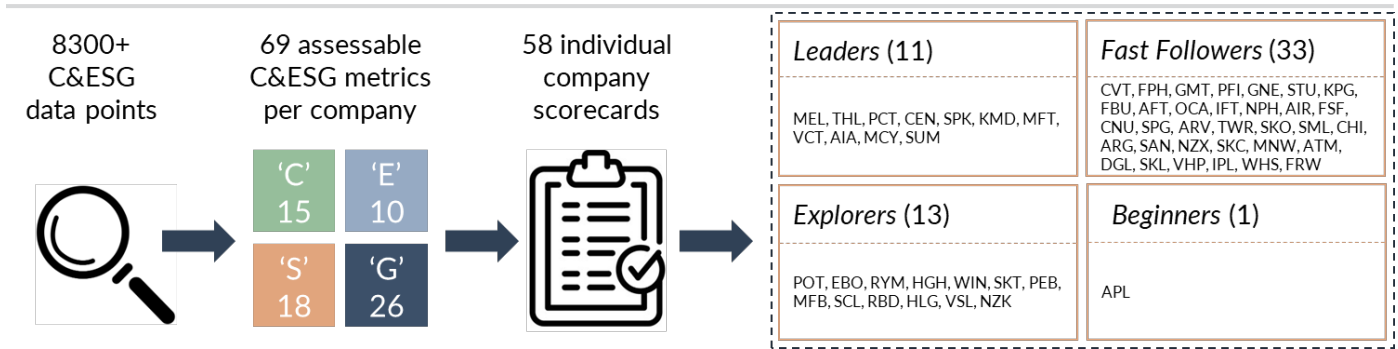 8300+
C&ESG
data points
69 assessable
C&ESG metrics
per company
‘C’
15
‘E’
10
‘S’
18
‘G’
26
58 individual
company
scorecards
Leaders (11)
MEL, THL, PCT, CEN, SPK, KMD, MFT,
VCT, AIA, MCY, SUM
Fast Followers (33)
CVT, FPH, GMT, PFI, GNE, STU, KPG,
FBU, AFT, OCA, IFT, NPH, AIR, FSF,
CNU, SPG, ARV, TWR, SKO, SML, CHI,
ARG, SAN, NZX, SKC, MNW, ATM,
DGL, SKL, VHP, IPL, WHS, FRW
Explorers (13)
POT, EBO, RYM, HGH, WIN, SKT, PEB,
MFB, SCL, RBD, HLG, VSL, NZK
Beginners (1)
APL